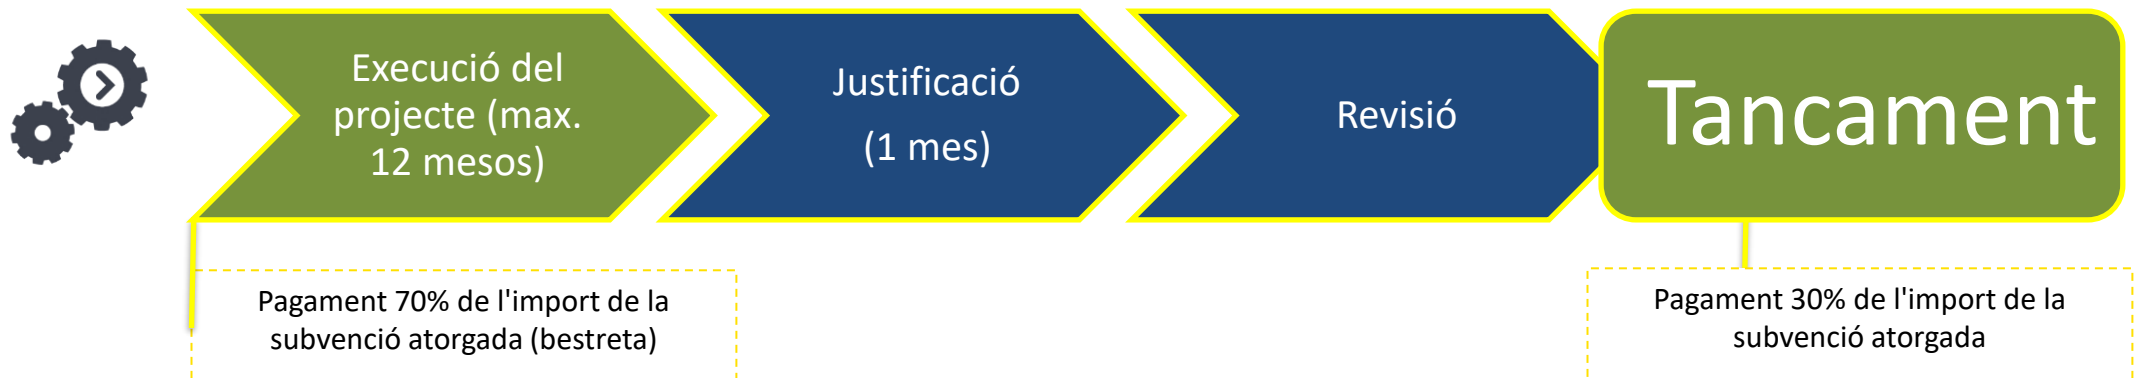 Execució del
projecte (max.
12 mesos)
Justificació
(1 mes)
Revisió
Tancament
Pagament 70% de l'import de la
subvenció atorgada (bestreta)
Pagament 30% de l'import de la
subvenció atorgada